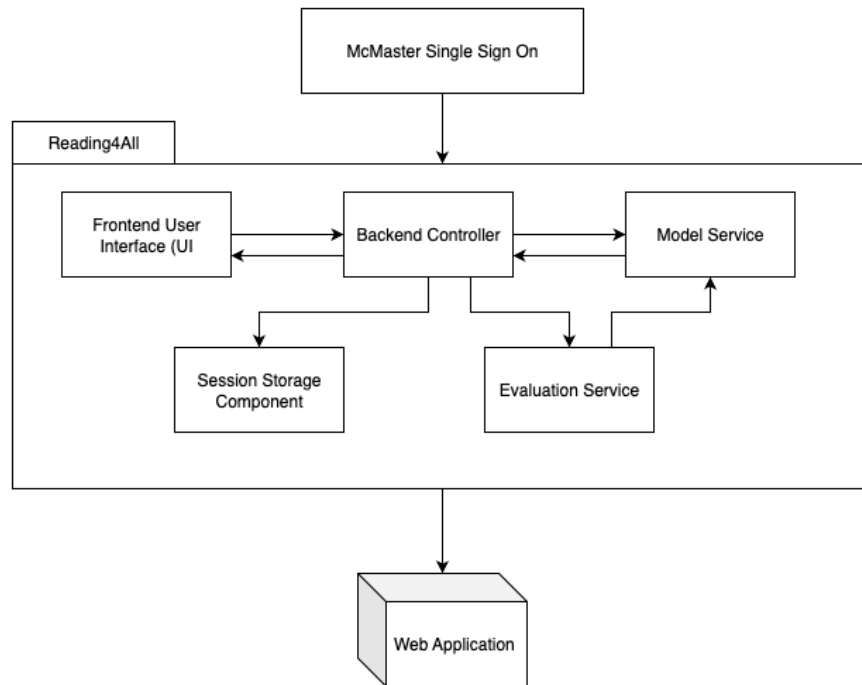 McMaster Single Sign On
Reading4All
Frontend User
Interface (UI
Backend Controller
Model Service
Session Storage
Component
Evaluation Service
Web Application